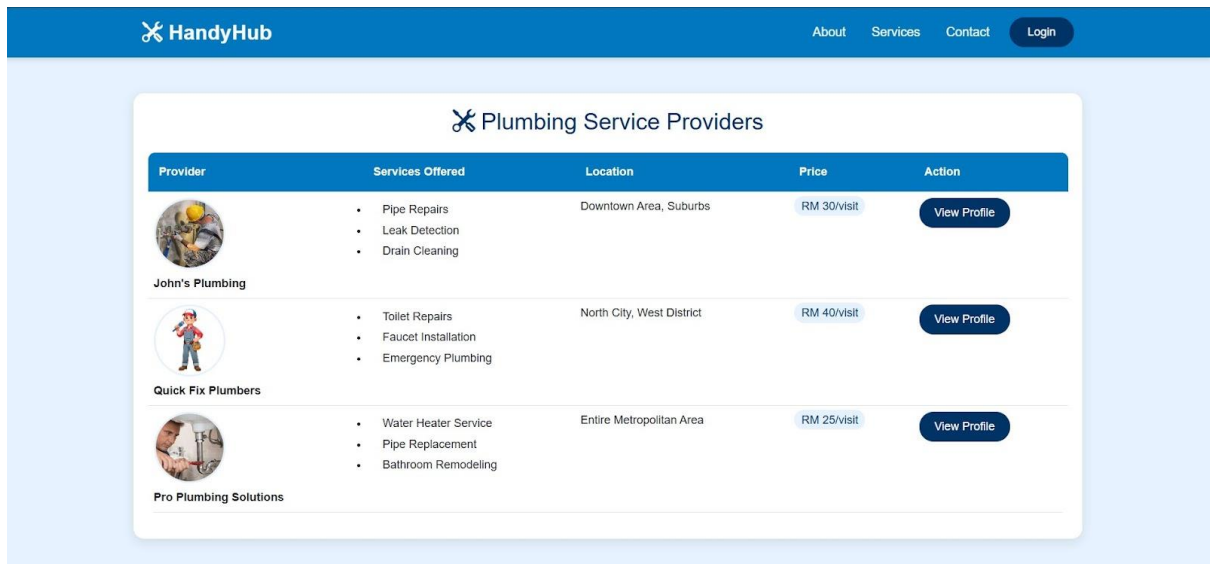 HandyHub
About Services Contact Login
Plumbing Service Providers
Provider Services Offered Location Price Action
John's Plumbing
• Pipe Repairs
• Leak Detection
• Drain Cleaning
Downtown Area, Suburbs
RM 30/visit
View Profile
Quick Fix Plumbers
• Toilet Repairs
• Faucet Installation
• Emergency Plumbing
North City, West District
RM 40/visit
View Profile
Pro Plumbing Solutions
• Water Heater Service
• Pipe Replacement
• Bathroom Remodeling
Entire Metropolitan Area
RM 25/visit
View Profile